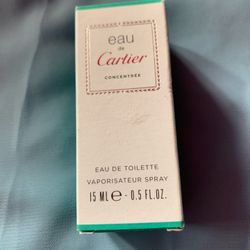 eau
de
Cartier
CONCENTRÉE
EAU DE TOILETTE
VAPORISATEUR SPRAY
15 ML e - 0.5 FL.OZ.